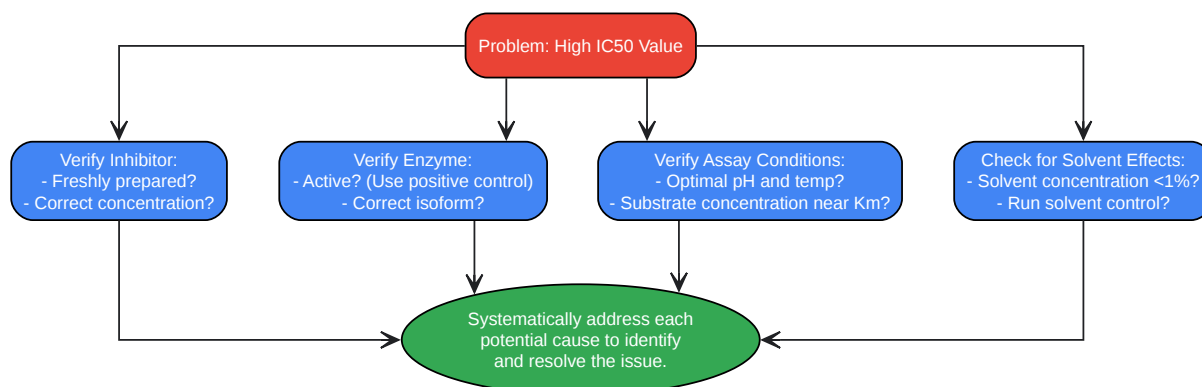 Problem: High IC50 Value
Verify Inhibitor:
- Freshly prepared?
- Correct concentration?
Verify Enzyme:
- Active? (Use positive control)
- Correct isoform?
Verify Assay Conditions:
- Optimal pH and temp?
- Substrate concentration near Km?
Check for Solvent Effects:
- Solvent concentration <1%?
- Run solvent control?
Systematically address each
potential cause to identify
and resolve the issue.